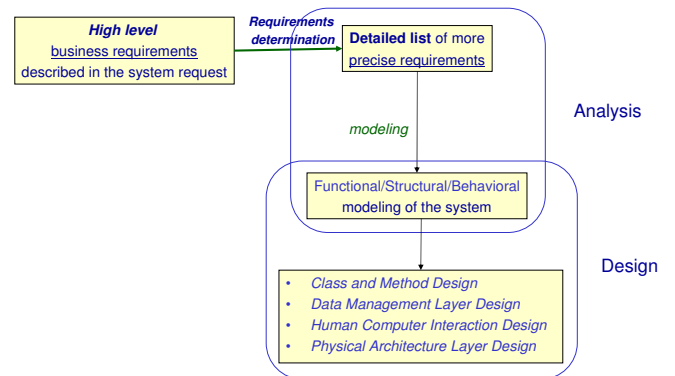 High level
business requirements
described in the system request
Requirements
determination
Detailed list of more
precise requirements
Analysis
modeling
Functional/Structural/Behavioral
modeling of the system
Design
• Class and Method Design
• Data Management Layer Design
• Human Computer Interaction Design
• Physical Architecture Layer Design